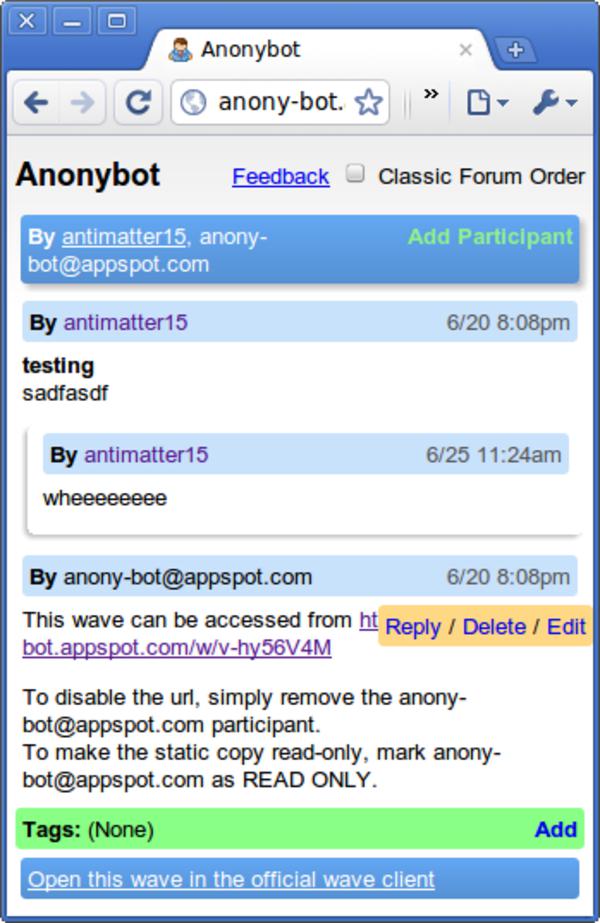 Anonybot
anony-bot.
»
Anonybot Feedback Classic Forum Order
By antimatter15, anony- Add Participant
bot@appspot.com
By antimatter15 6/20 8:08pm
testing
sadfasdf
By antimatter15 6/25 11:24am
wheeeeeeee
By anony-bot@appspot.com 6/20 8:08pm
This wave can be accessed from ht Reply / Delete / Edit
bot.appspot.com/w/v-hy56V4M
To disable the url, simply remove the anony-
bot@appspot.com participant.
To make the static copy read-only, mark anony-
bot@appspot.com as READ ONLY.
Tags: (None) Add
Open this wave in the official wave client